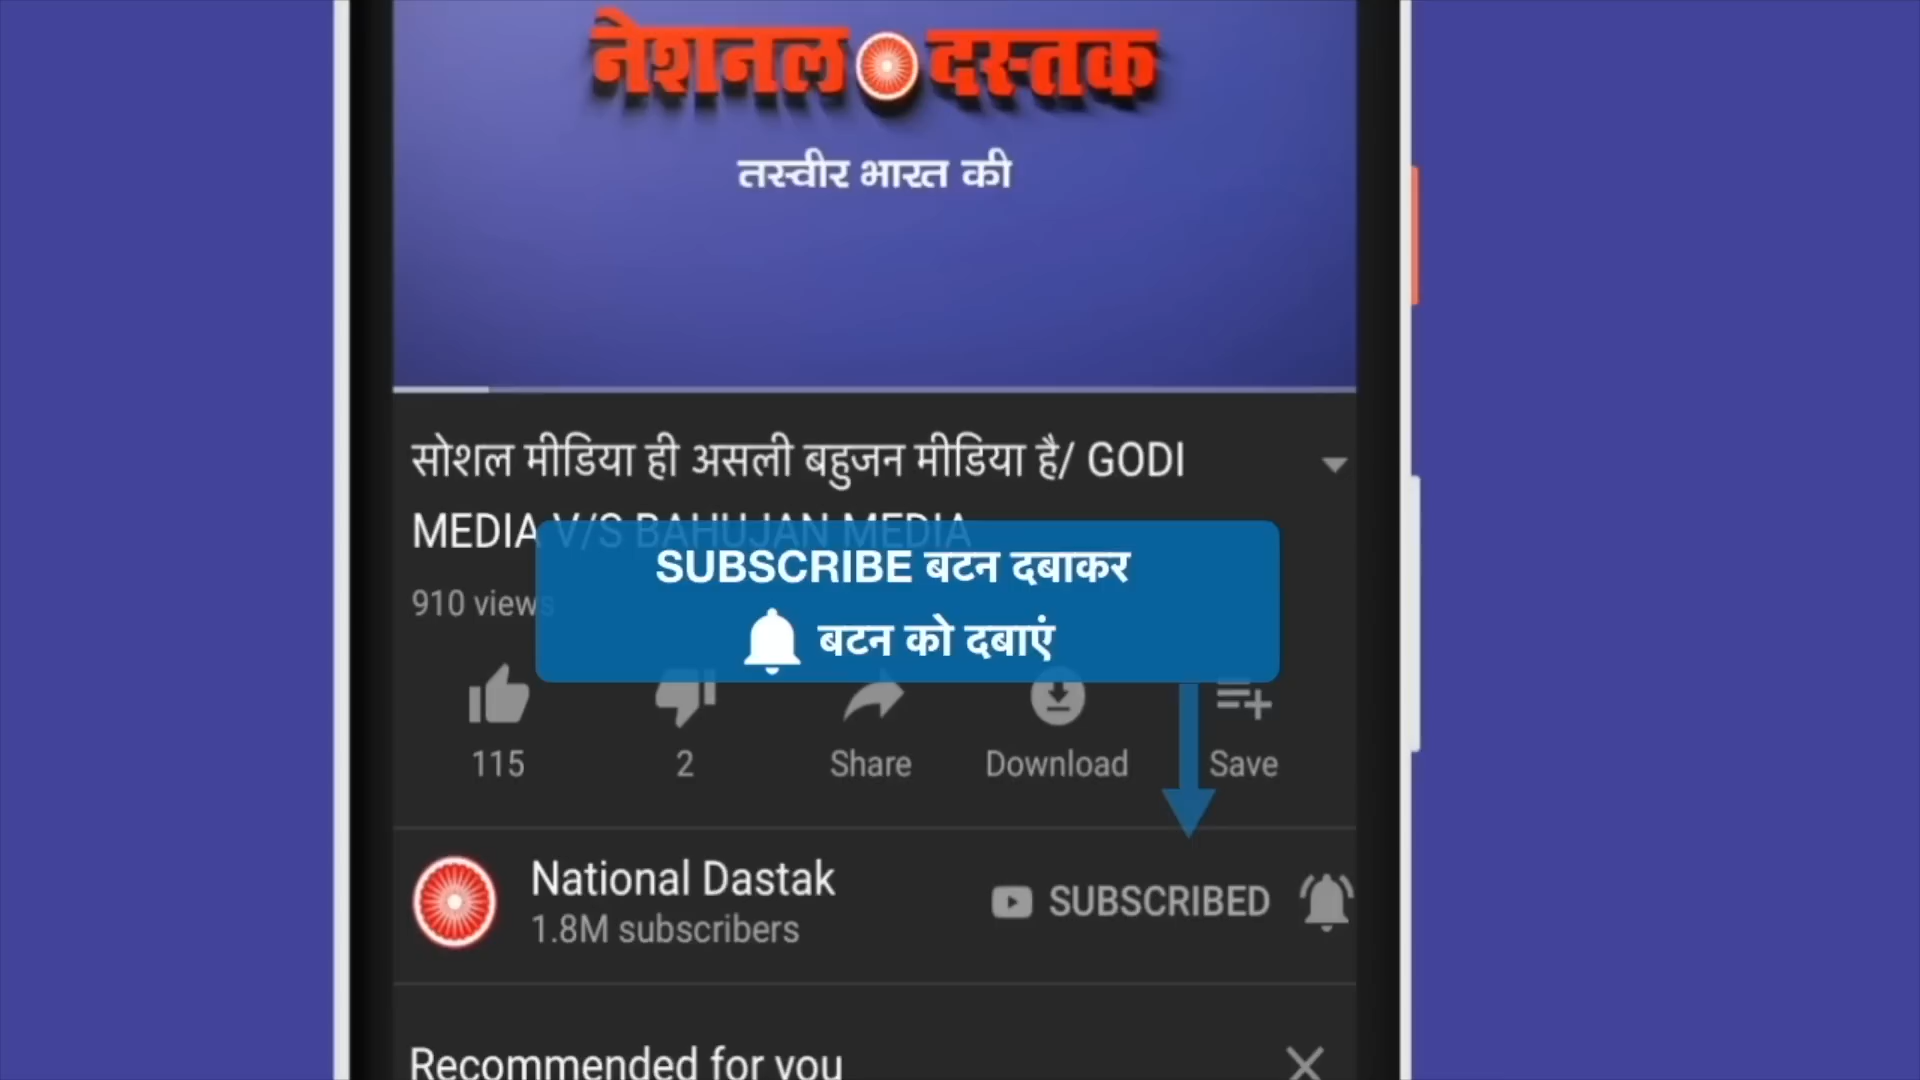 नेशनल दस्तक
तस्वीर भारत की
सोशल मीडिया ही असली बहुजन मीडिया है/ GODI
MEDIA V/S BAHUJAN MEDIA
SUBSCRIBE बटन दबाकर
बटन को दबाएं
910 views
115
2
Share
Download
Save
National Dastak
1.8M subscribers
SUBSCRIBED
Recommended for you